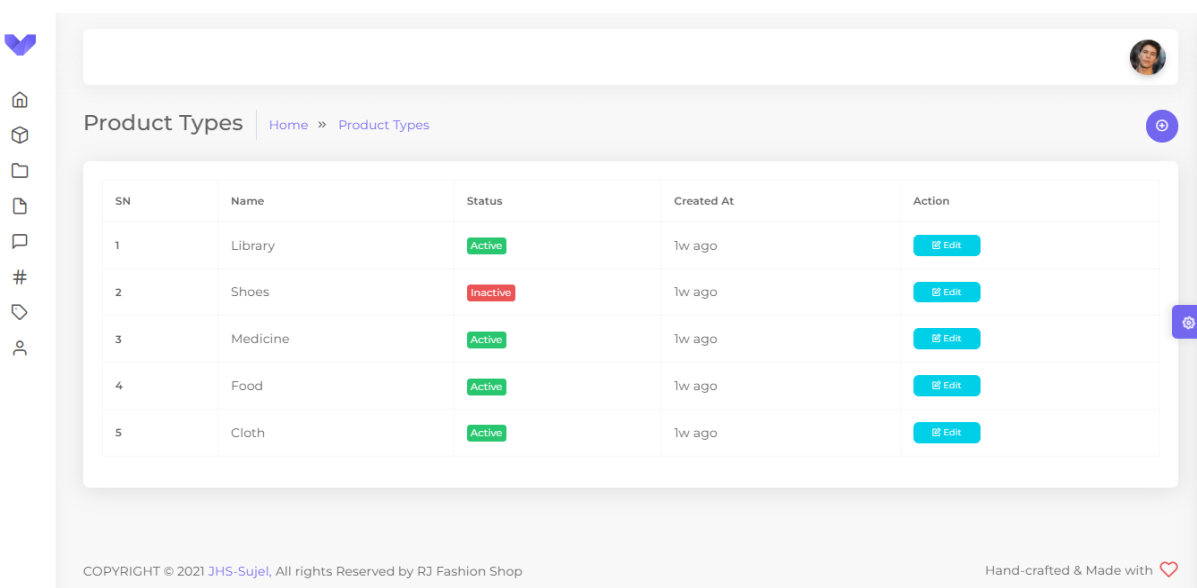 Product Types Home » Product Types
SN Name Status Created At Action
1 Library Active 1w ago Edit
2 Shoes Inactive 1w ago Edit
3 Medicine Active 1w ago Edit
4 Food Active 1w ago Edit
5 Cloth Active 1w ago Edit
COPYRIGHT © 2021 JHS-Sujel, All rights Reserved by RJ Fashion Shop Hand-crafted & Made with